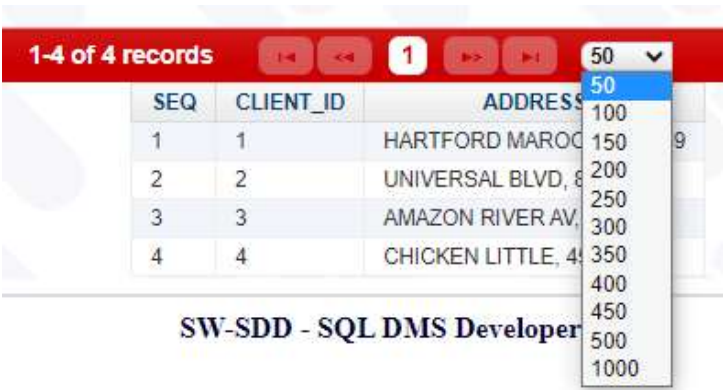 1-4 of 4 records 1 50
50
100
150
200
250
300
350
400
450
500
1000
SEQ CLIENT_ID ADDRESS
1 1 HARTFORD 9
2 2 UNIVERSAL BLVD,
3 3 AMAZON RIVER AV,
4 4 CHICKEN LITTLE,
SW-SDD - SQL DMS Developer